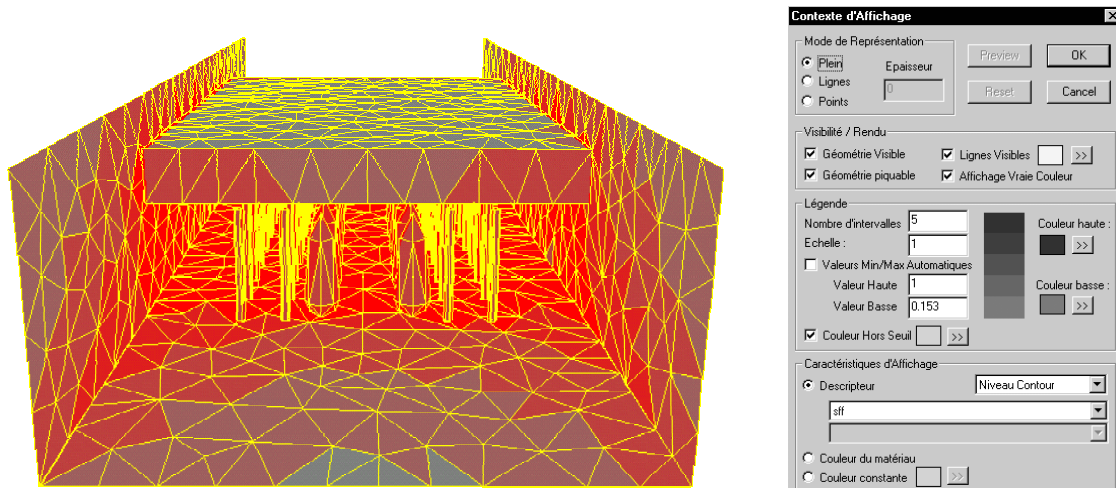 Contexte d'Affichage
Mode de Représentation
Plein
Epaisseur
Lignes
0
Points
Preview
OK
Reset
Cancel
Visibilité / Rendu
Géométrie Visible
Lignes Visibles
>>
Géométrie piquable
Affichage Vraie Couleur
Légende
Nombre d'intervalles
5
Couleur haute :
Echelle :
1
>>
Valeurs Min/Max Automatiques
Valeur Haute
1
Couleur basse :
Valeur Basse
0.153
>>
Couleur Hors Seuil
>>
Caractéristiques d'Affichage
Descripteur
Niveau Contour
sff
Couleur du matériau
Couleur constante
>>